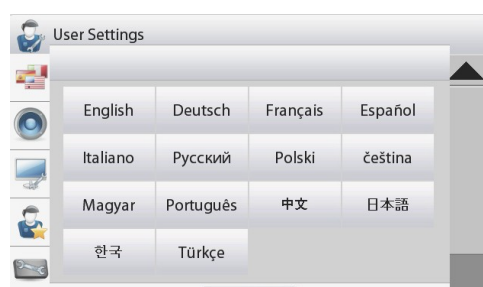 User Settings
English Deutsch Français Español
Italiano Русский Polski čeština
Magyar Português 中文 日本語
한국 Türkçe